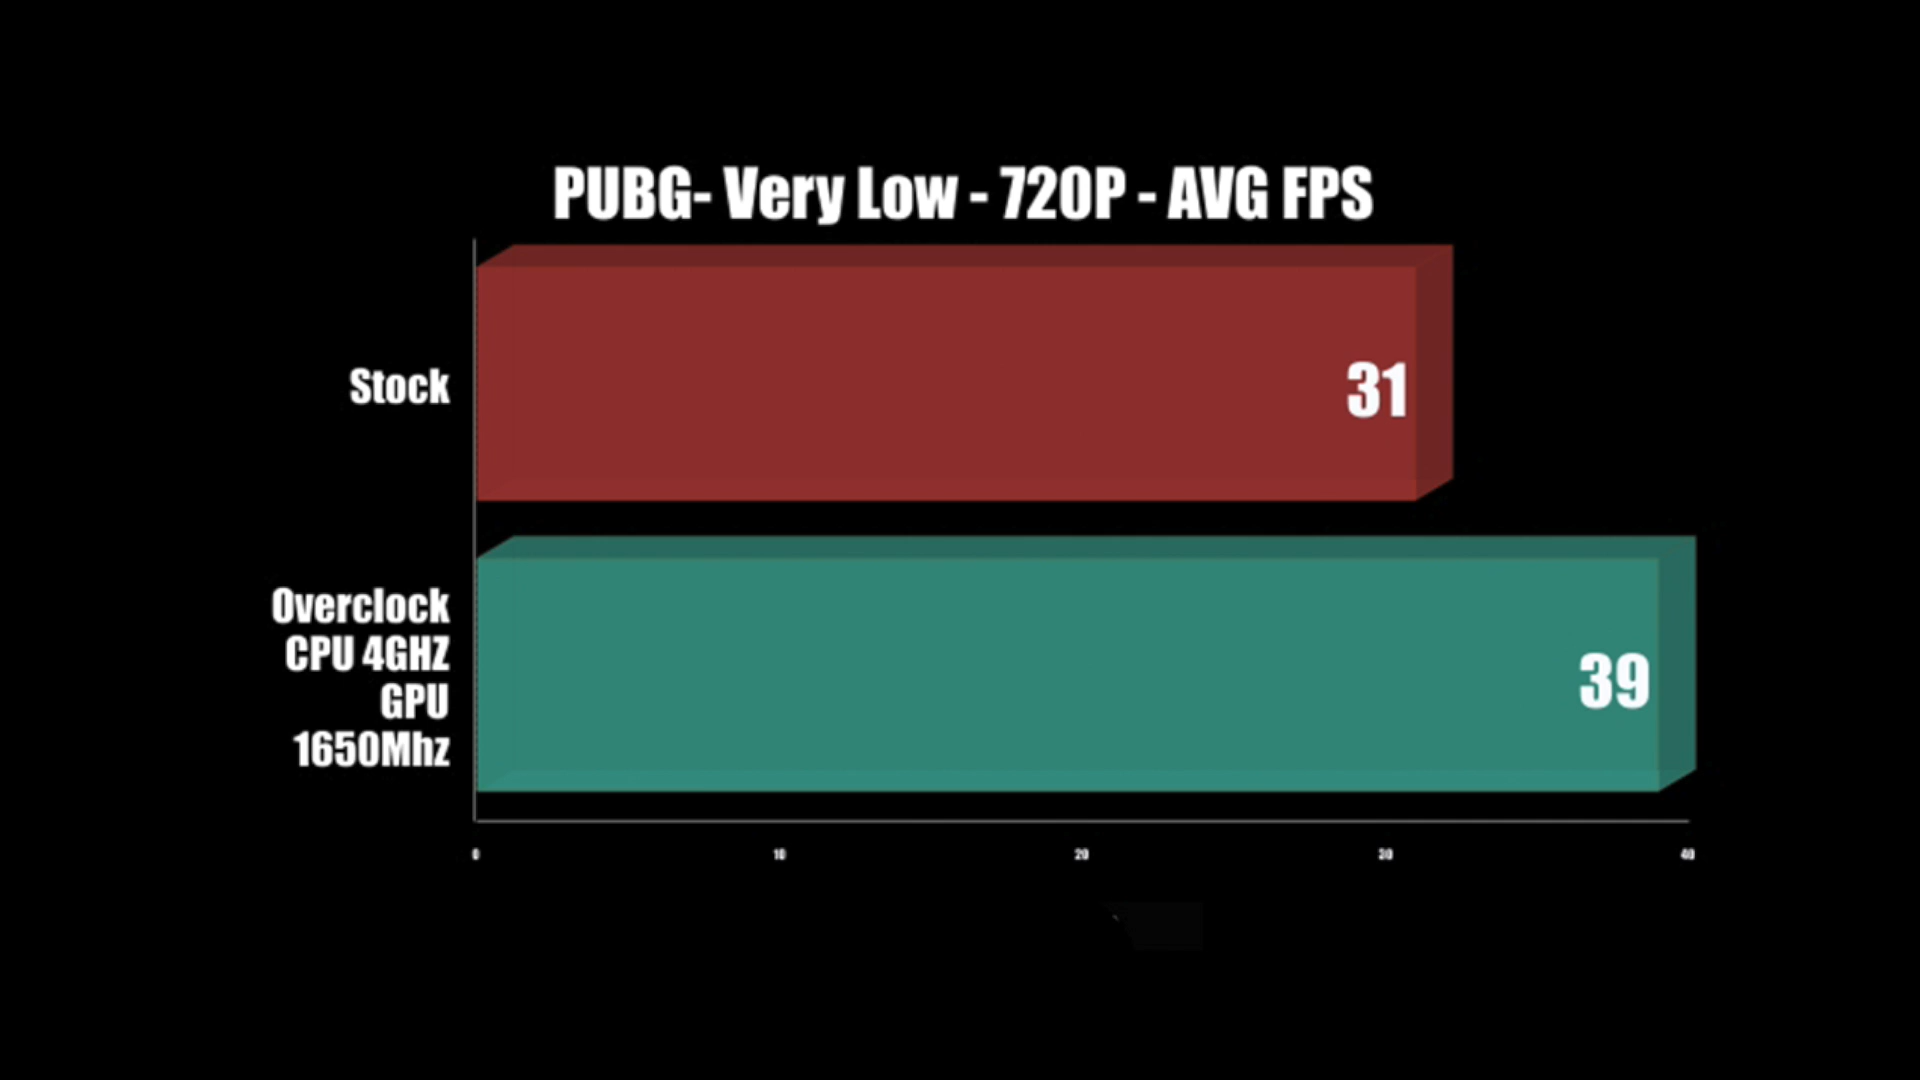 PUBG- Very Low - 720P - AVG FPS
Stock
31
Overclock
CPU 4GHZ
GPU
1650Mhz
39
0 10 20 30 40